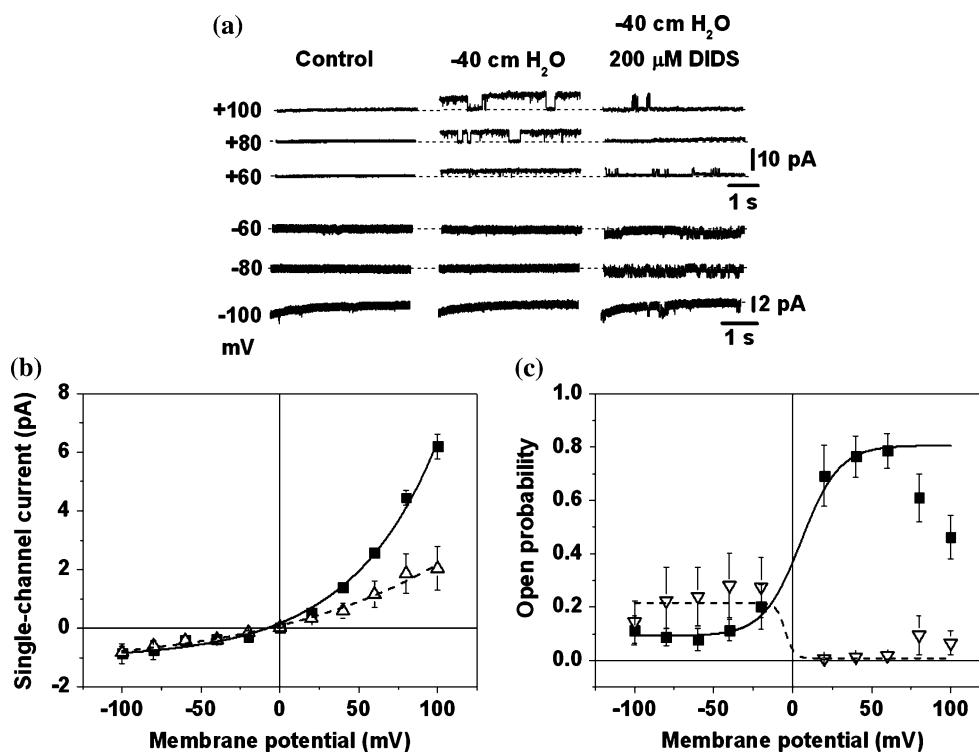 (a)
-40 cm H₂O
Control -40 cm H₂O 200 µM DIDS
+100
+80
10 pA
+60
1 s
-60
-80
-100
2 pA
1 s
mV
(b)
Single-channel current (pA)
8
6
4
2
0
-2
-100 -50 0 50 100
Membrane potential (mV)
(c)
Open probability
1.0
0.8
0.6
0.4
0.2
0.0
-100 -50 0 50 100
Membrane potential (mV)